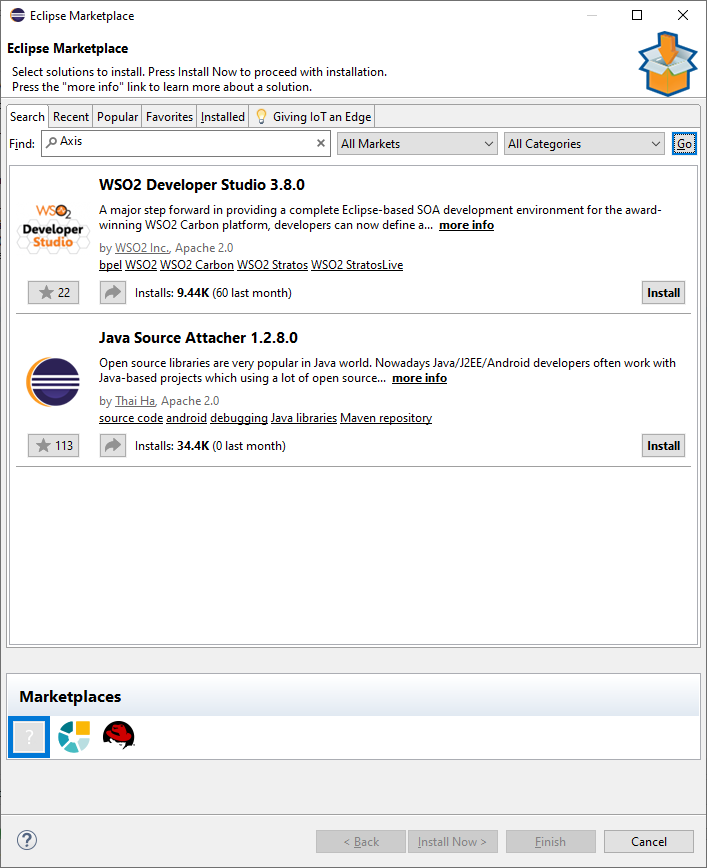 Eclipse Marketplace
Eclipse Marketplace
Select solutions to install. Press Install Now to proceed with installation.
Press the "more info" link to learn more about a solution.
Search Recent Popular Favorites Installed Giving IoT an Edge
Find: Axis All Markets All Categories Go
WSO2 Developer Studio 3.8.0
A major step forward in providing a complete Eclipse-based SOA development environment for the award-
winning WSO2 Carbon platform, developers can now define a... more info
WSO2
Developer
Studio
by WSO2 Inc., Apache 2.0
bpel WSO2 WSO2 Carbon WSO2 Stratos WSO2 StratosLive
22 Installs: 9.44K (60 last month) Install
Java Source Attacher 1.2.8.0
Open source libraries are very popular in Java world. Nowadays Java/J2EE/Android developers often work with
Java-based projects which using a lot of open source... more info
by Thai Ha, Apache 2.0
source code android debugging Java libraries Maven repository
113 Installs: 34.4K (0 last month) Install
Marketplaces
?
? < Back Install Now > Finish Cancel